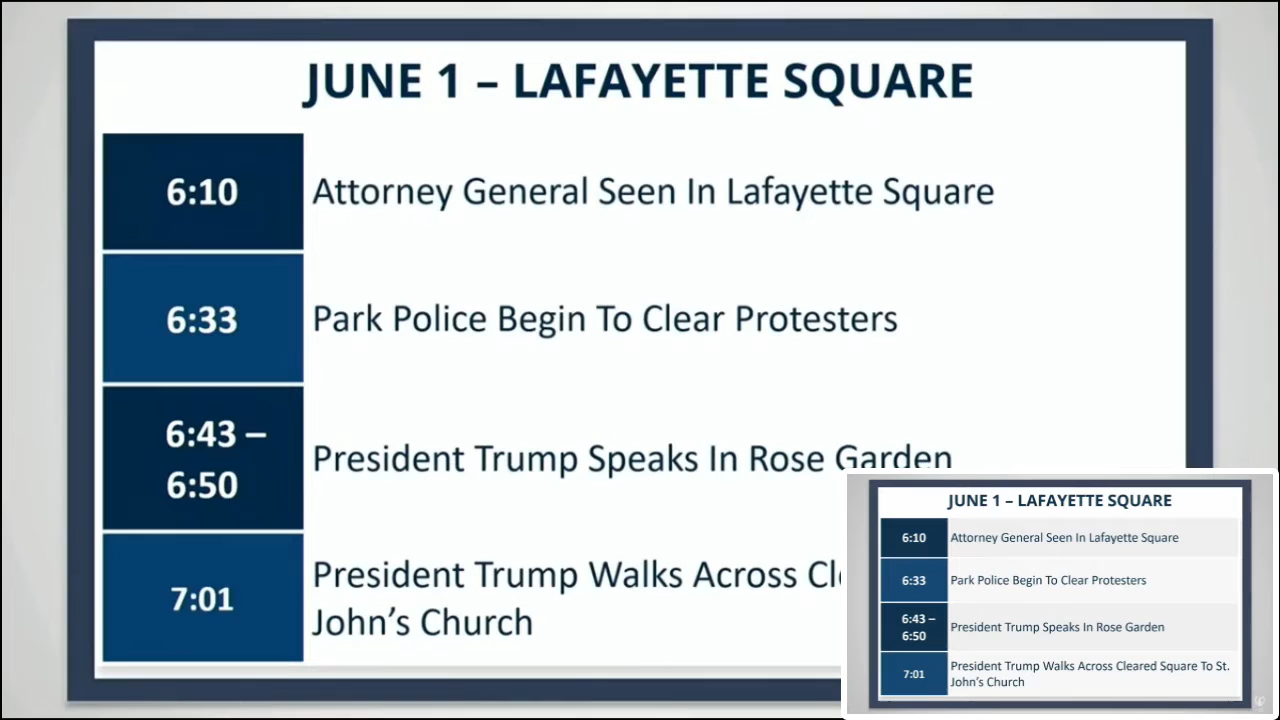 JUNE 1 – LAFAYETTE SQUARE
6:10
Attorney General Seen In Lafayette Square
6:33
Park Police Begin To Clear Protesters
6:43 –
6:50
President Trump Speaks In Rose Garden
7:01
President Trump Walks Across Cl
John's Church
JUNE 1 – LAFAYETTE SQUARE
6:10
Attorney General Seen In Lafayette Square
6:33
Park Police Begin To Clear Protesters
6:43 –
6:50
President Trump Speaks In Rose Garden
7:01
President Trump Walks Across Cleared Square To St.
John's Church